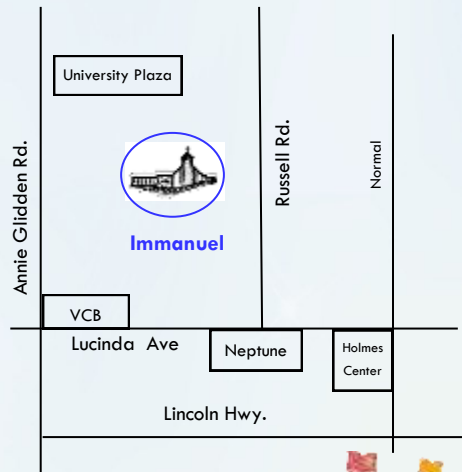 University Plaza
Annie Glidden Rd.
Russell Rd.
Normal
Immanuel
VCB
Lucinda Ave
Neptune
Holmes
Center
Lincoln Hwy.